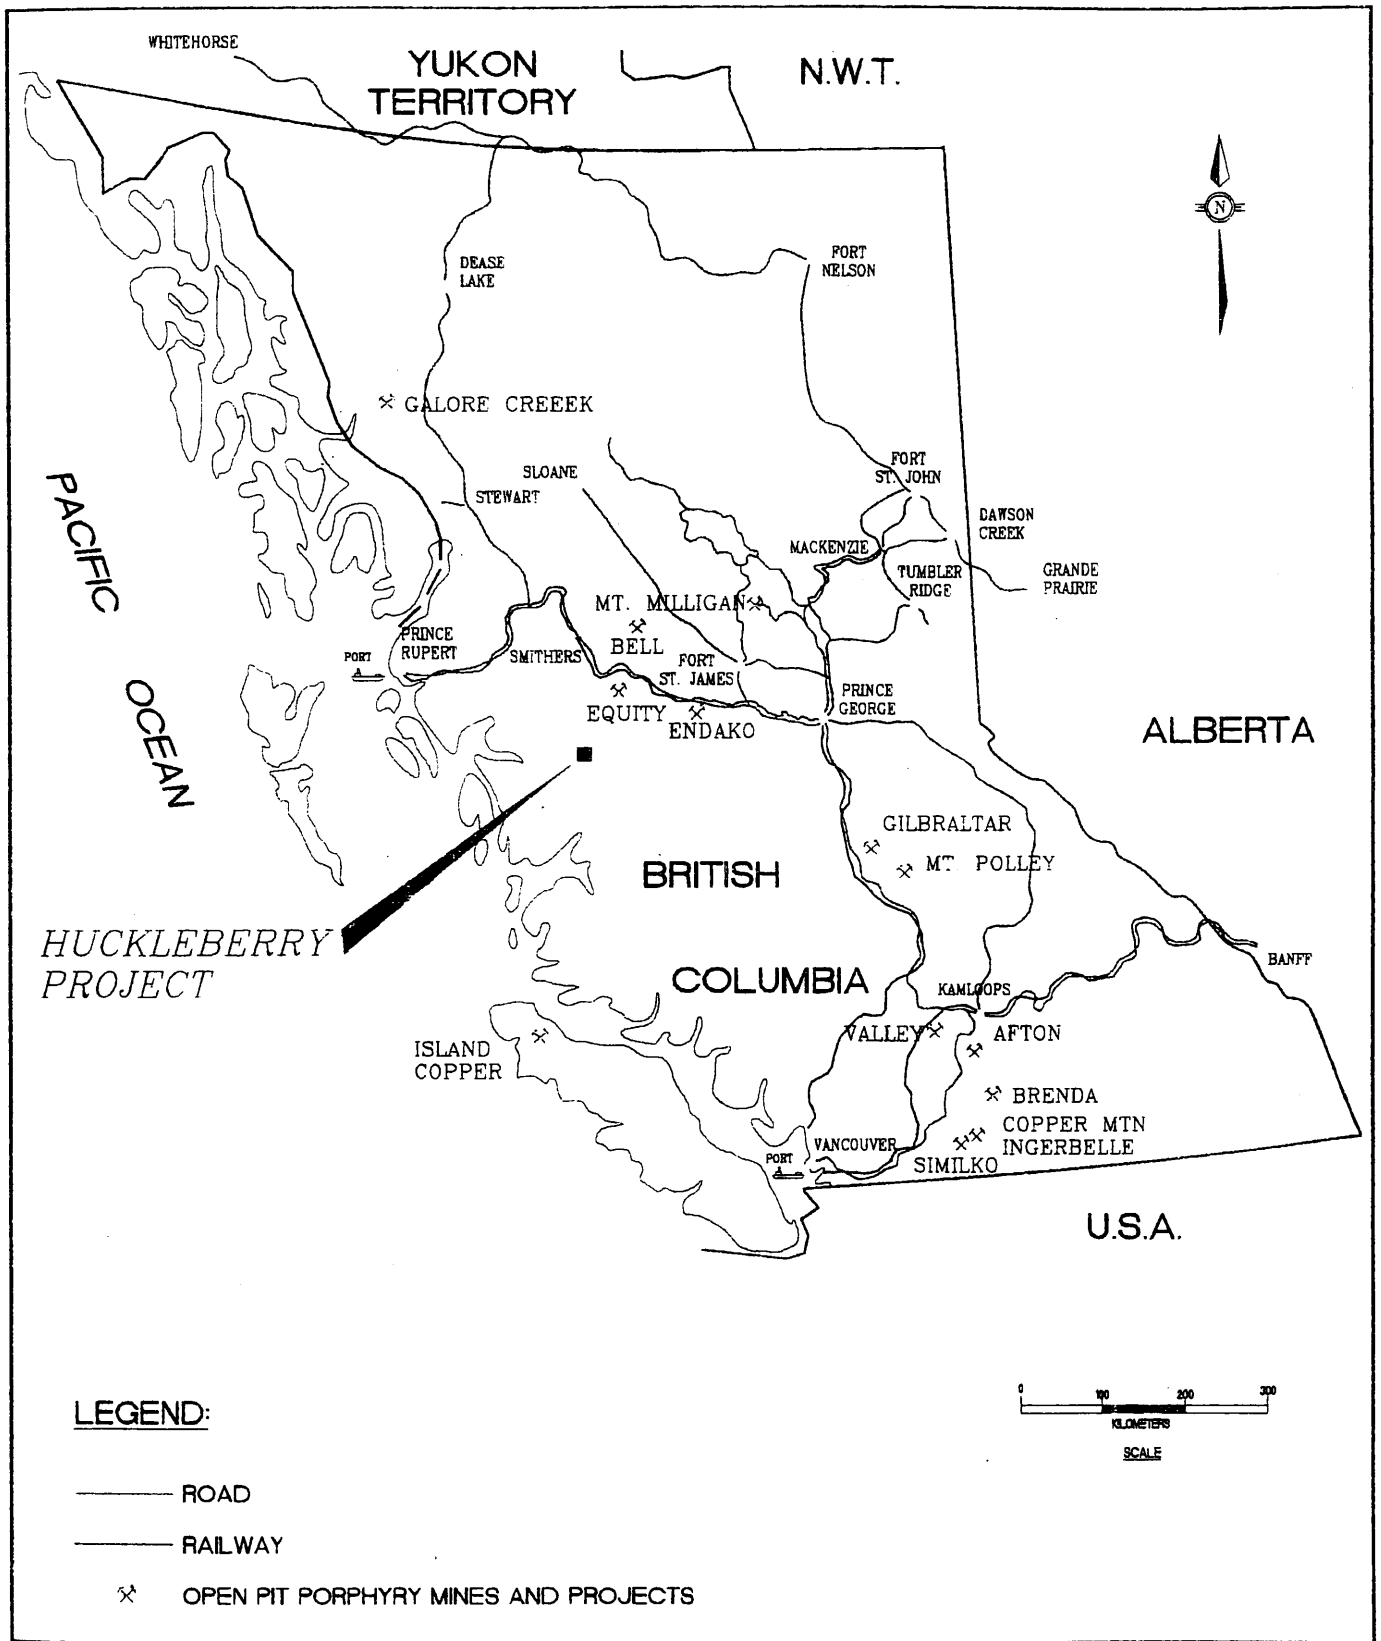 WHITEHORSE
YUKON
TERRITORY
N.W.T.
N
DEASE
LAKE
FORT
NELSON
GALORE CREEEK
SLOANE
STEWART
FORT
ST. JOHN
DAWSON
CREEK
MACKENZIE
TUMBLER
RIDGE
GRANDE
PRAIRIE
PACIFIC
OCEAN
MT. MILLIGAN
BELL
PRINCE
RUPERT
PORT
SMITHERS
FORT
ST. JAMES
PRINCE
GEORGE
EQUITY
ENDAKO
ALBERTA
GILBRALTAR
MT. POLLEY
BRITISH
COLUMBIA
HUCKLEBERRY
PROJECT
BANFF
KAMLOOPS
ISLAND
COPPER
VALLEY
AFTON
BRENDA
COPPER MTN
INGERBELLE
SIMILKO
VANCOUVER
PORT
U.S.A.
0 100 200 300
KILOMETERS
SCALE
LEGEND:
ROAD
RAILWAY
OPEN PIT PORPHYRY MINES AND PROJECTS